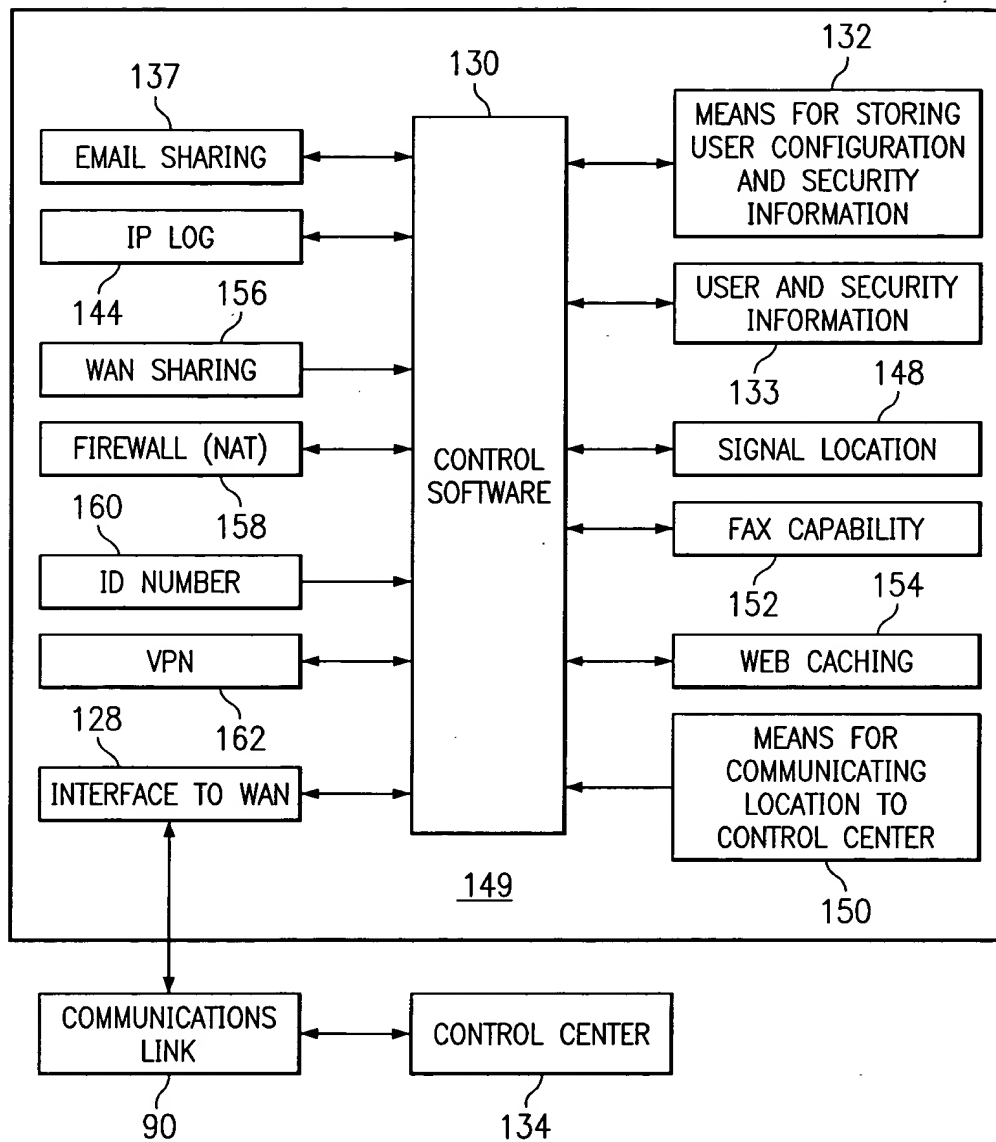 137
EMAIL SHARING
IP LOG
144
156
WAN SHARING
FIREWALL (NAT)
158
160
ID NUMBER
VPN
162
128
INTERFACE TO WAN
130
CONTROL
SOFTWARE
132
MEANS FOR STORING
USER CONFIGURATION
AND SECURITY
INFORMATION
USER AND SECURITY
INFORMATION
133
148
SIGNAL LOCATION
FAX CAPABILITY
152
154
WEB CACHING
MEANS FOR
COMMUNICATING
LOCATION TO
CONTROL CENTER
150
149
COMMUNICATIONS
LINK
90
CONTROL CENTER
134